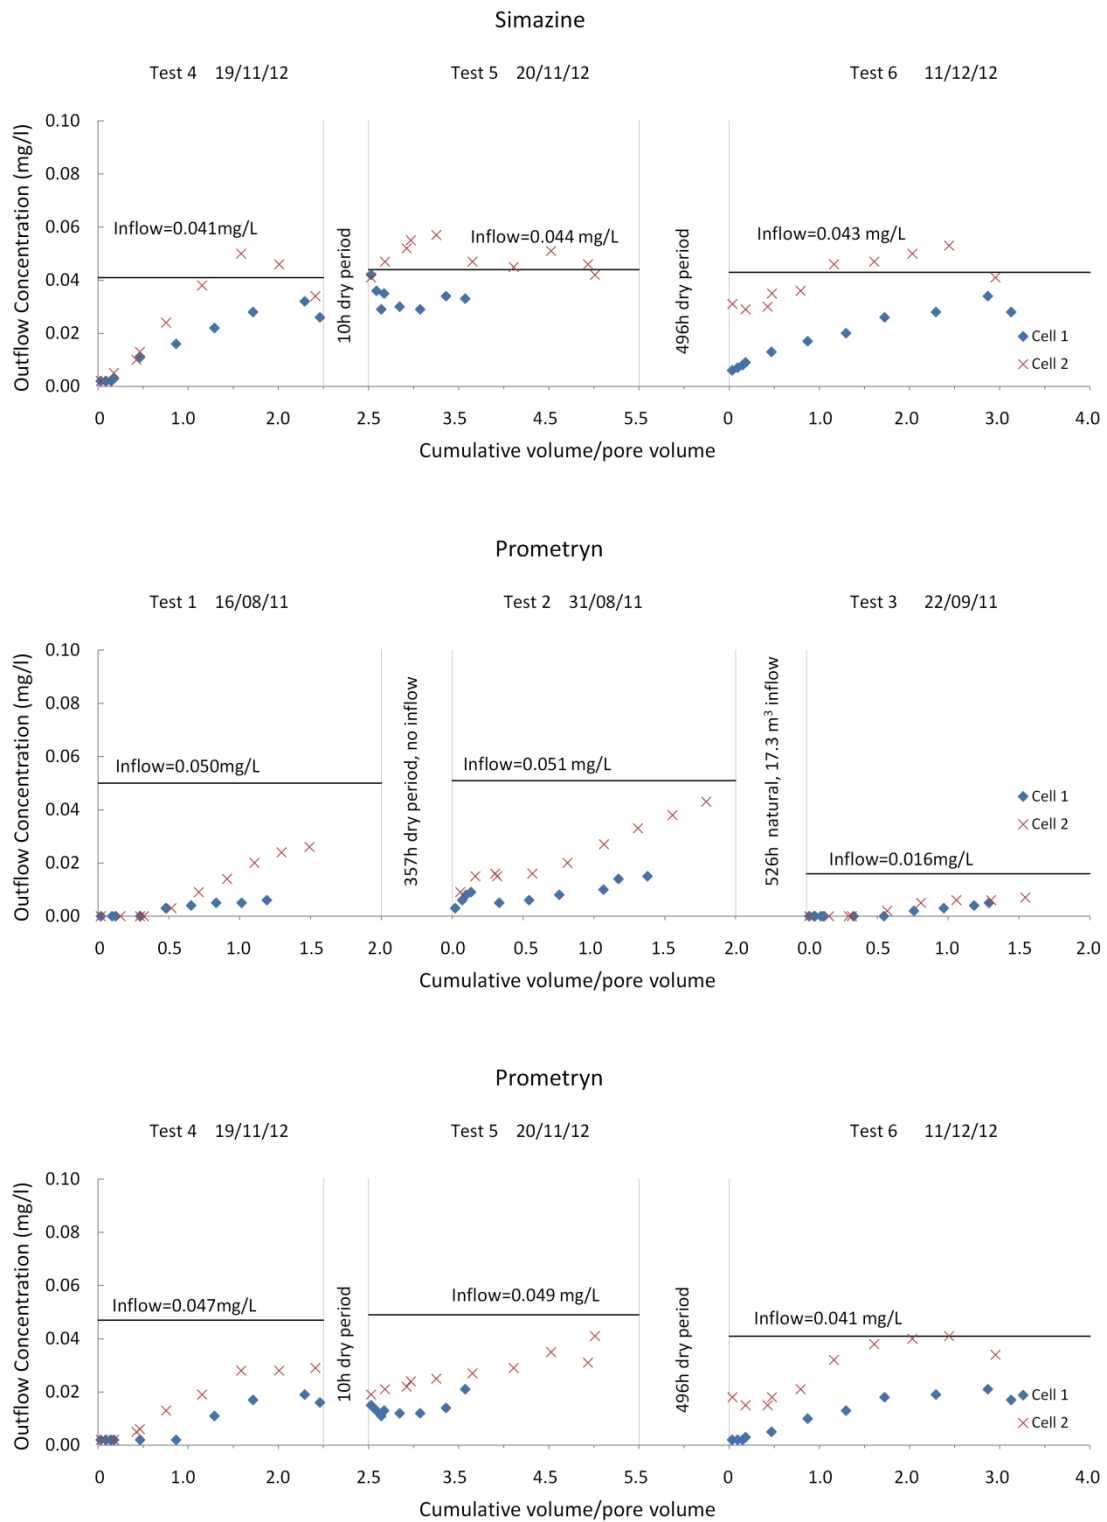 Simazine
Test 4 19/11/12
Test 5 20/11/12
Test 6 11/12/12
Outflow Concentration (mg/l)
0.10
0.08
0.06
0.04
0.02
0.00
Inflow=0.041mg/L
10h dry period
Inflow=0.044 mg/L
496h dry period
Inflow=0.043 mg/L
Cell 1
Cell 2
0 1.0 2.0 2.5 3.5 4.5 5.5 0 1.0 2.0 3.0 4.0
Cumulative volume/pore volume
Prometryn
Test 1 16/08/11
Test 2 31/08/11
Test 3 22/09/11
Outflow Concentration (mg/l)
0.10
0.08
0.06
0.04
0.02
0.00
Inflow=0.050mg/L
357h dry period, no inflow
Inflow=0.051 mg/L
526h natural, 17.3 m³ inflow
Inflow=0.016mg/L
Cell 1
Cell 2
0 0.5 1.0 2.0 0.0 0.5 1.0 2.0 0.0 0.5 1.0 1.5 2.0
Cumulative volume/pore volume
Prometryn
Test 4 19/11/12
Test 5 20/11/12
Test 6 11/12/12
Outflow Concentration (mg/l)
0.10
0.08
0.06
0.04
0.02
0.00
Inflow=0.047mg/L
10h dry period
Inflow=0.049 mg/L
496h dry period
Inflow=0.041 mg/L
Cell 1
Cell 2
0 1.0 2.0 2.5 3.5 4.5 5.5 0 1.0 2.0 3.0 4.0
Cumulative volume/pore volume